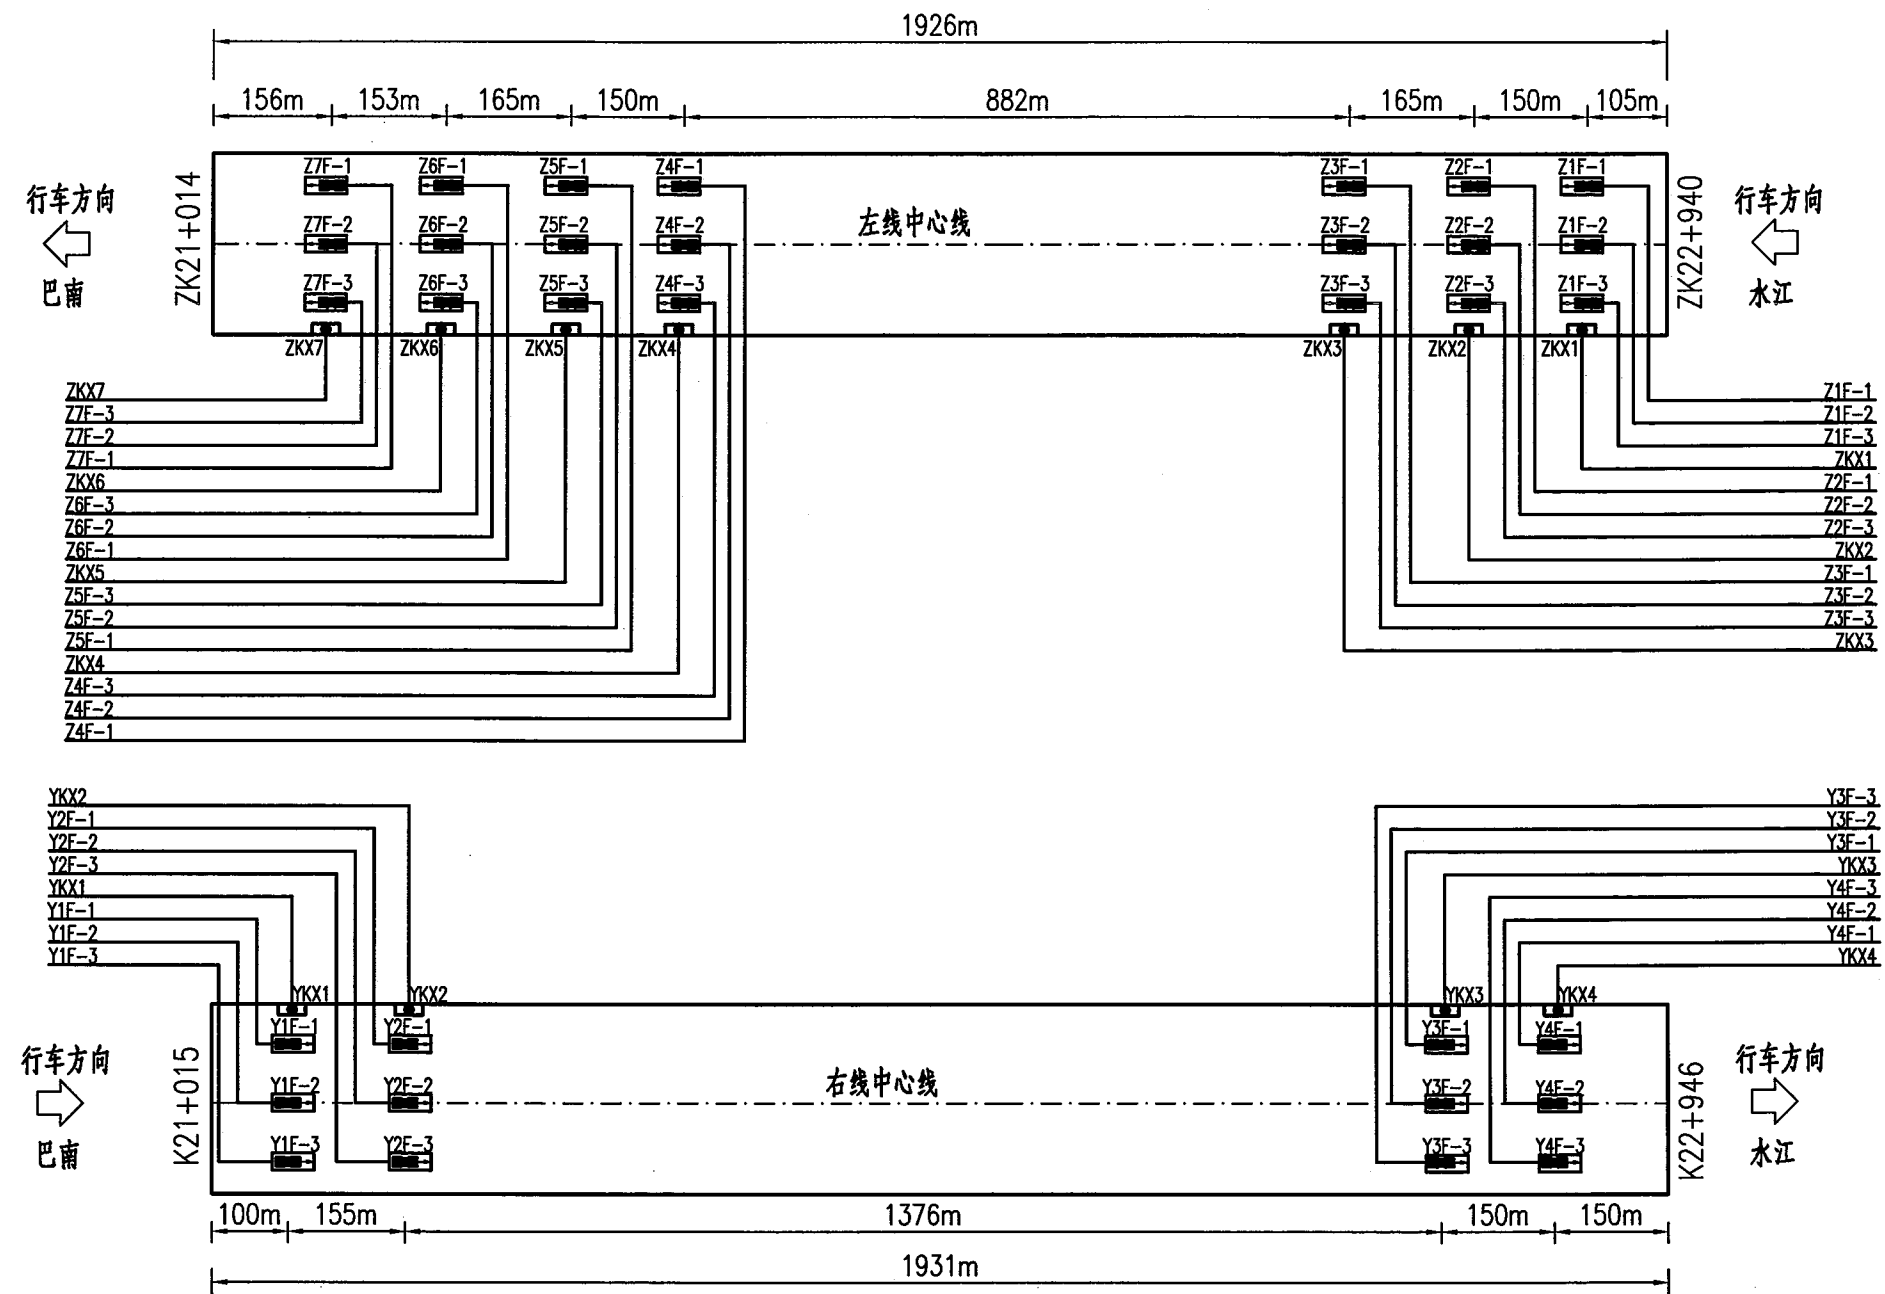 1926m
156m 153m 165m 150m 882m 165m 150m 105m
Z7F-1 Z6F-1 Z5F-1 Z4F-1 Z3F-1 Z2F-1 Z1F-1
行车方向 ZK21+014 左线中心线 ZK22+940 行车方向
Z7F-2 Z6F-2 Z5F-2 Z4F-2 Z3F-2 Z2F-2 Z1F-2
巴南 水江
Z7F-3 Z6F-3 Z5F-3 Z4F-3 Z3F-3 Z2F-3 Z1F-3
ZKX7 ZKX6 ZKX5 ZKX4 ZKX3 ZKX2 ZKX1
ZKX7
Z7F-3
Z7F-2
Z7F-1
ZKX6
Z6F-3
Z6F-2
Z6F-1
ZKX5
Z5F-3
Z5F-2
Z5F-1
ZKX4
Z4F-3
Z4F-2
Z4F-1
Z1F-1
Z1F-2
Z1F-3
ZKX1
Z2F-1
Z2F-2
Z2F-3
ZKX2
Z3F-1
Z3F-2
Z3F-3
ZKX3
YKX2
Y2F-1
Y2F-2
Y2F-3
YKX1
Y1F-1
Y1F-2
Y1F-3
Y3F-3
Y3F-2
Y3F-1
YKX3
Y4F-3
Y4F-2
Y4F-1
YKX4
YKX1 YKX2 YKX3 YKX4
Y1F-1 Y2F-1 Y3F-1 Y4F-1
行车方向 K21+015 右线中心线 K22+946 行车方向
Y1F-2 Y2F-2 Y3F-2 Y4F-2
巴南 水江
Y1F-3 Y2F-3 Y3F-3 Y4F-3
100m 155m 1376m 150m 150m
1931m